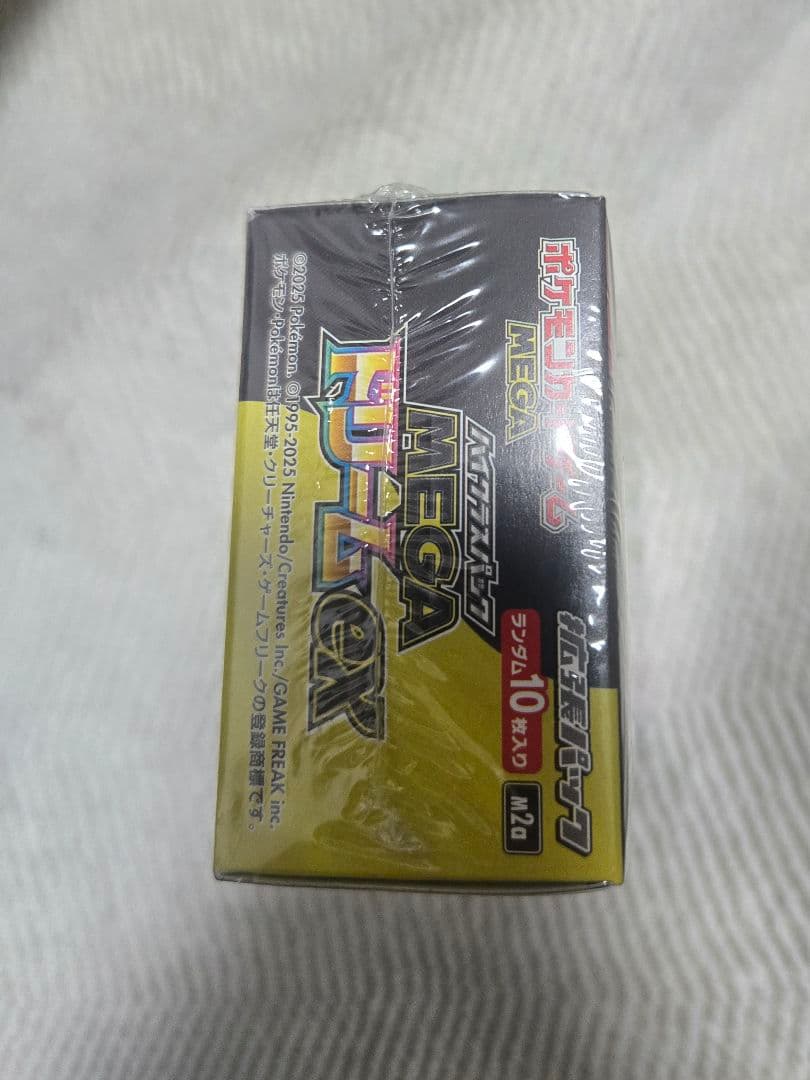 ポケモンカードゲーム
MEGA
拡張パック
ハイクラスパック
MEGA
ドリームex
ランダム10枚入り
M2a
©2025 Pokémon. ©1995-2025 Nintendo/Creatures Inc./GAME FREAK inc.
ポケモン・Pokémonは任天堂・クリーチャーズ・ゲームフリークの登録商標です。